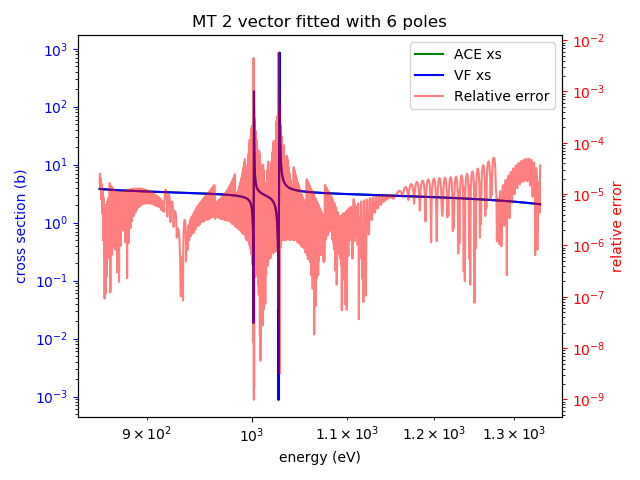 MT 2 vector fitted with 6 poles
ACE xs
VF xs
Relative error
10³
10²
10¹
10⁰
10⁻¹
10⁻²
10⁻³
cross section (b)
10⁻²
10⁻³
10⁻⁴
10⁻⁵
10⁻⁶
10⁻⁷
10⁻⁸
10⁻⁹
relative error
9 × 10² 10³ 1.1 × 10³ 1.2 × 10³ 1.3 × 10³
energy (eV)